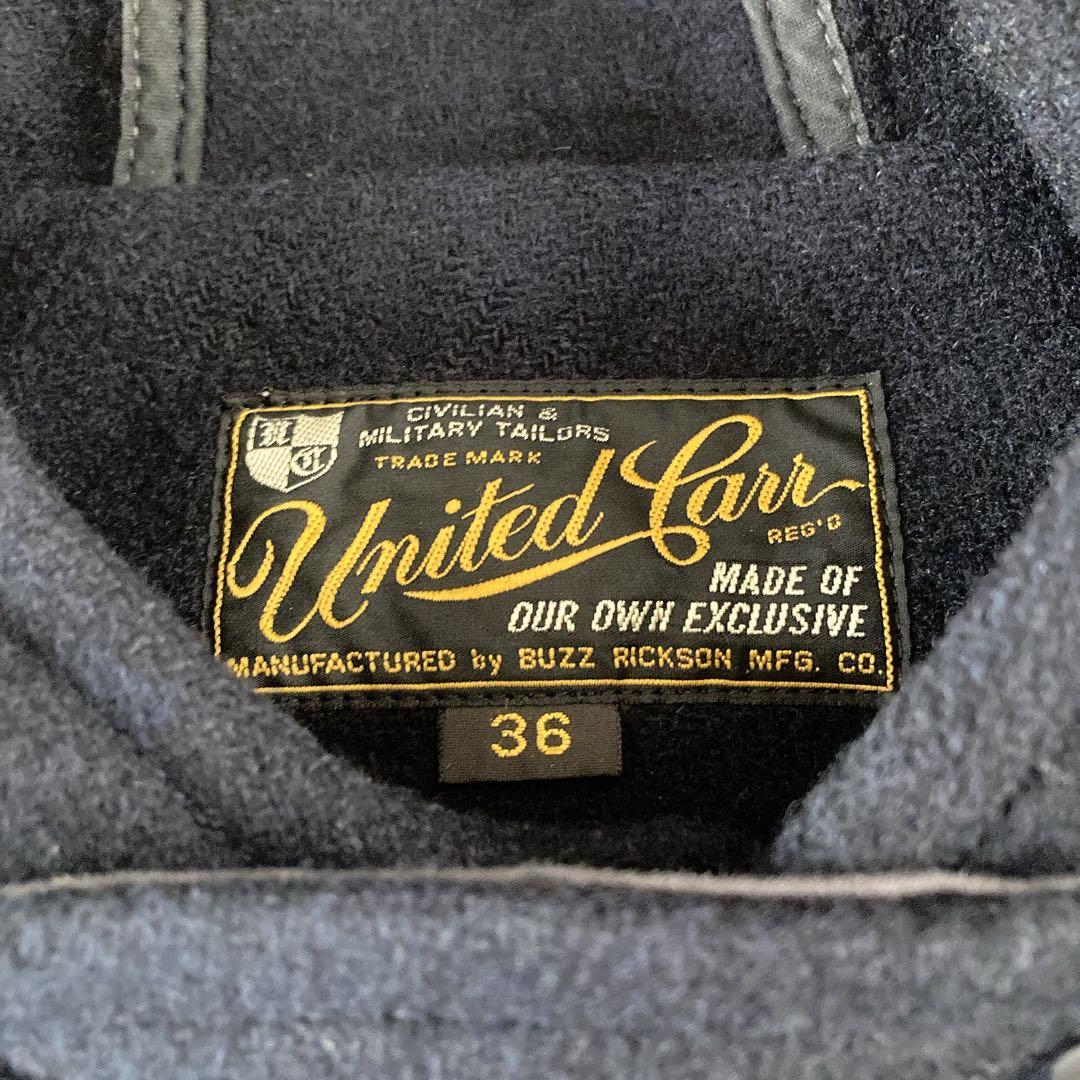 CIVILIAN &
MILITARY TAILORS
TRADE MARK
United Carr
REG'D
MADE OF
OUR OWN EXCLUSIVE
MANUFACTURED by BUZZ RICKSON MFG. CO.
36